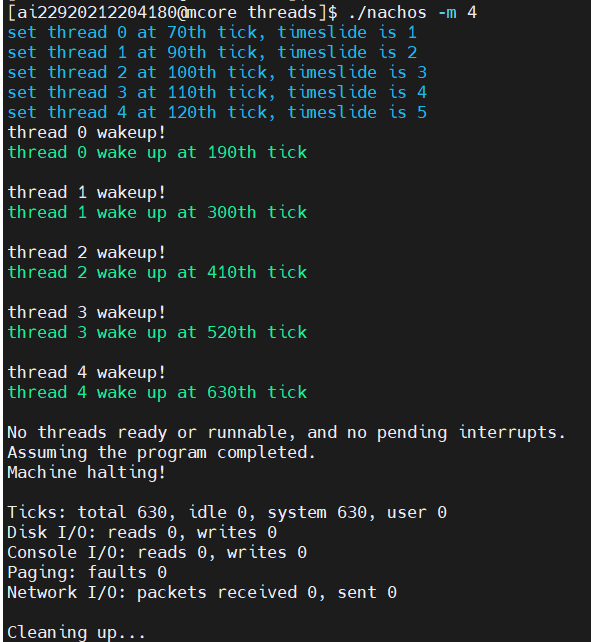 [ai22920212204180@mcore threads]$ ./nachos -m 4
set thread 0 at 70th tick, timeslide is 1
set thread 1 at 90th tick, timeslide is 2
set thread 2 at 100th tick, timeslide is 3
set thread 3 at 110th tick, timeslide is 4
set thread 4 at 120th tick, timeslide is 5
thread 0 wakeup!
thread 0 wake up at 190th tick
thread 1 wakeup!
thread 1 wake up at 300th tick
thread 2 wakeup!
thread 2 wake up at 410th tick
thread 3 wakeup!
thread 3 wake up at 520th tick
thread 4 wakeup!
thread 4 wake up at 630th tick
No threads ready or runnable, and no pending interrupts.
Assuming the program completed.
Machine halting!
Ticks: total 630, idle 0, system 630, user 0
Disk I/O: reads 0, writes 0
Console I/O: reads 0, writes 0
Paging: faults 0
Network I/O: packets received 0, sent 0
Cleaning up...